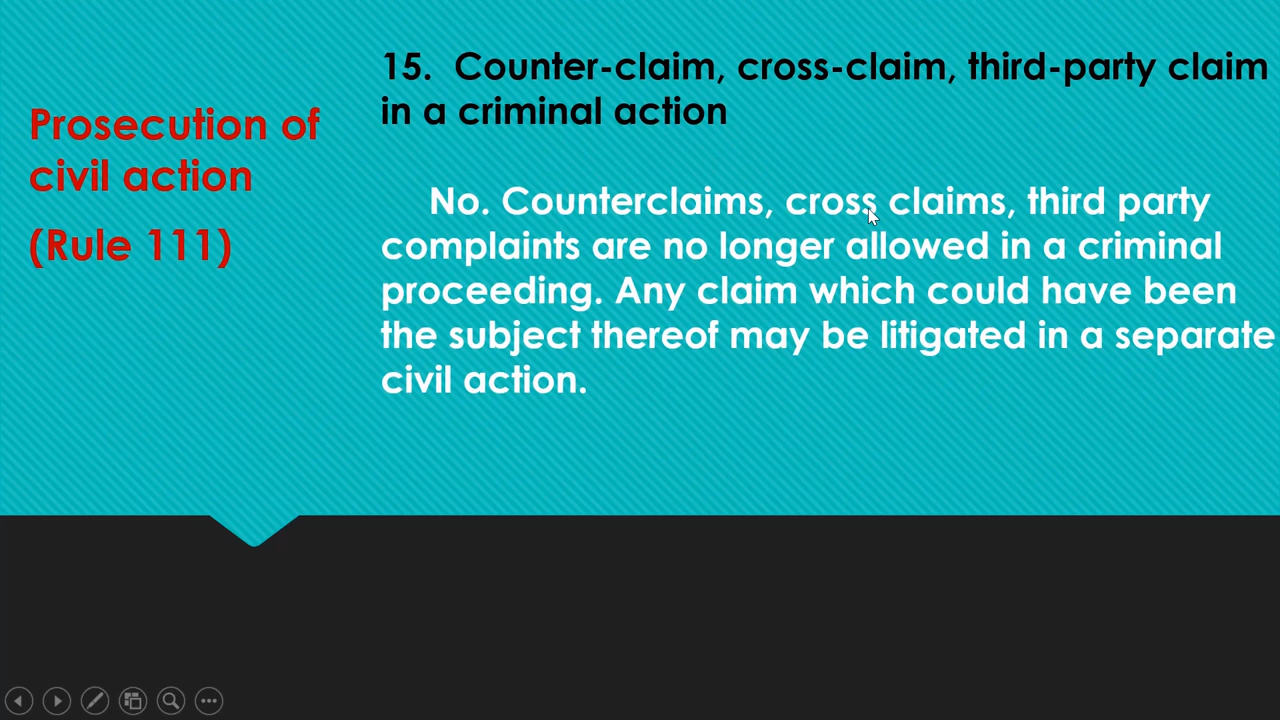 Prosecution of
civil action
(Rule 111)
15. Counter-claim, cross-claim, third-party claim
in a criminal action
No. Counterclaims, cross claims, third party
complaints are no longer allowed in a criminal
proceeding. Any claim which could have been
the subject thereof may be litigated in a separate
civil action.